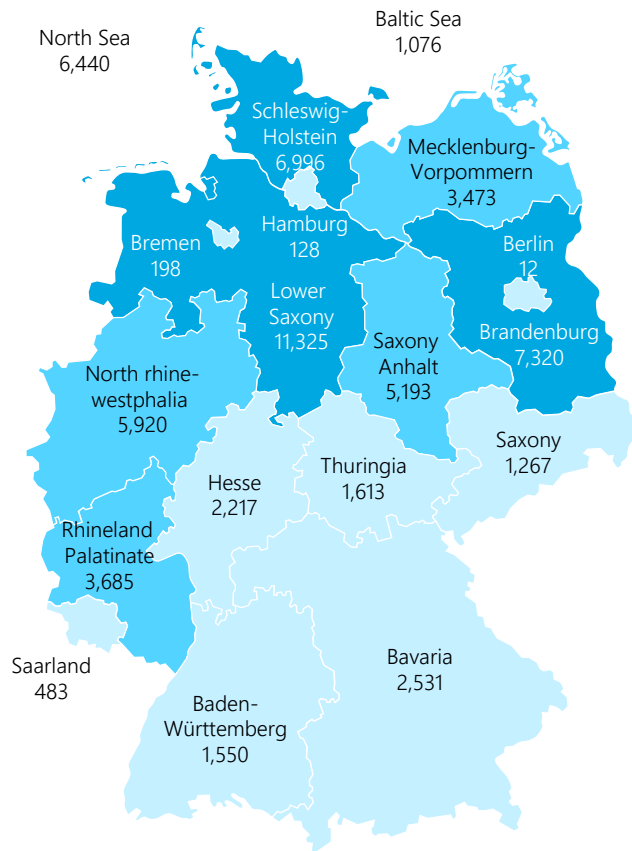 North Sea
6,440
Baltic Sea
1,076
Schleswig-
Holstein
6,996
Mecklenburg-
Vorpommern
3,473
Hamburg
128
Bremen
198
Berlin
12
Lower
Saxony
11,325
Brandenburg
7,320
Saxony
Anhalt
5,193
North rhine-
westphalia
5,920
Saxony
1,267
Thuringia
1,613
Hesse
2,217
Rhineland
Palatinate
3,685
Saarland
483
Bavaria
2,531
Baden-
Württemberg
1,550